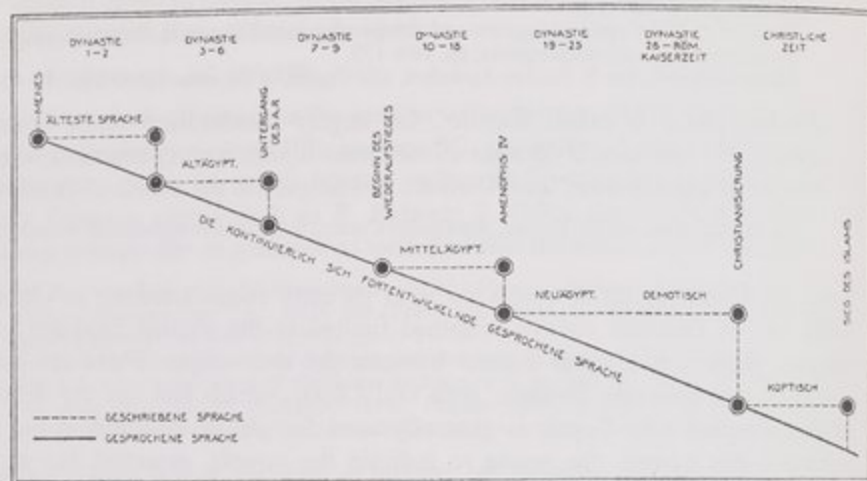 DYNASTIE
1–2
DYNASTIE
3–6
DYNASTIE
7–9
DYNASTIE
10–18
DYNASTIE
19–25
DYNASTIE
26–RÖM.
KAISERZEIT
CHRISTLICHE
ZEIT
MENES
ÄLTESTE SPRACHE
ALTÄGYPT.
UNTERGANG
DES A.R.
BEGINN DES
WIEDERAUFSTIEGES
MITTELÄGYPT.
AMENOPHIS IV
NEUÄGYPT.
DEMOTISCH
CHRISTIANISIERUNG
KOPTISCH
SIEG DES ISLAMS
DIE KONTINUIERLICH SICH FORTENTWICKELNDE GESPROCHENE SPRACHE
GESCHRIEBENE SPRACHE
GESPROCHENE SPRACHE